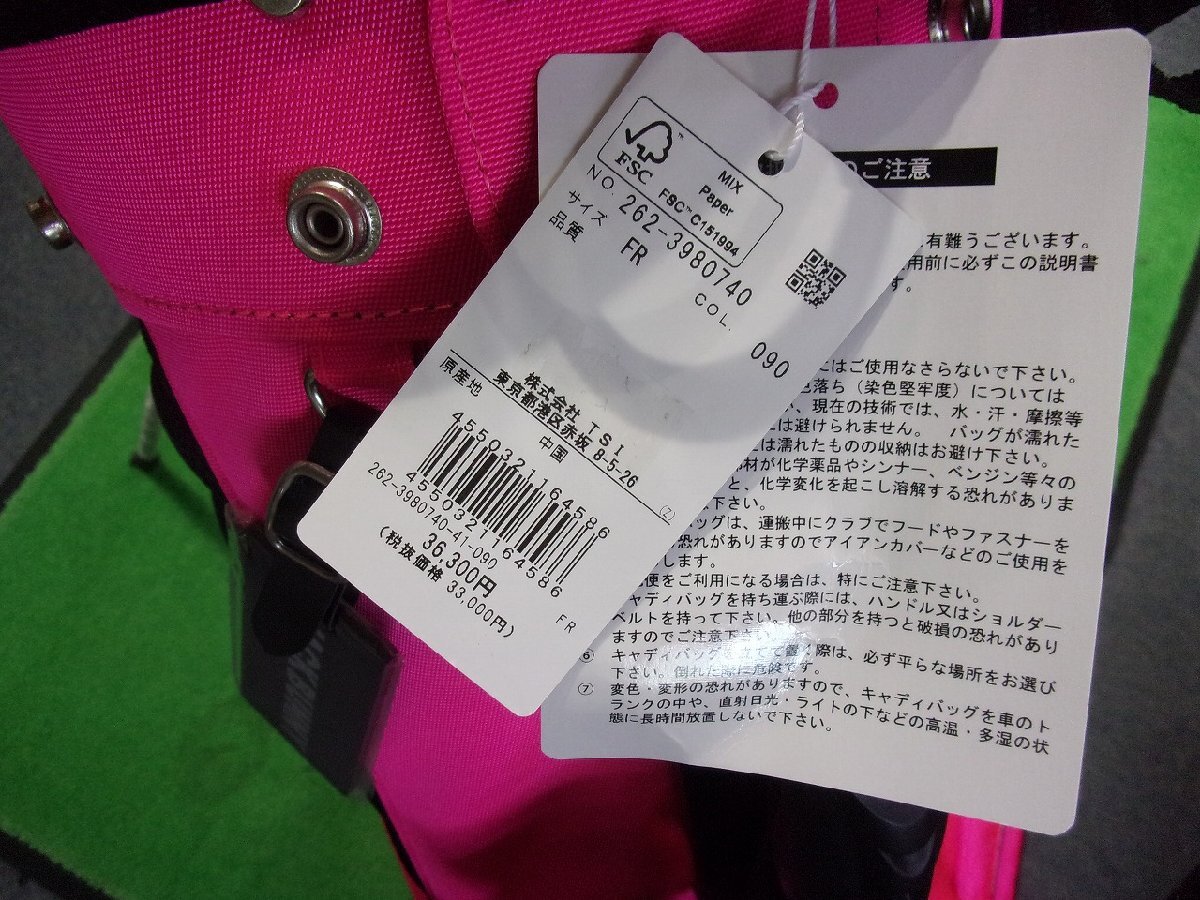 FSC
MIX
Paper
FSC™ C151994
NO. 262-3980740
サイズ FR
COL. 090
品質
株式会社 TSI
東京都港区赤坂 8-5-26
原産地 中国
(Z)
4550321164586
4550321164586
262-3980740-41-090
36,300円
(税抜価格 33,000円)
FR
のご注意
有難うございます。
用前に必ずこの説明書
す。
にはご使用なさらないで下さい。
色落ち（染色堅牢度）については
い、現在の技術では、水・汗・摩擦等
は避けられません。 バッグが濡れた
は濡れたものの収納はお避け下さい。
部材が化学薬品やシンナー、ベンジン等々の
と、化学変化を起こし溶解する恐れがありま
下さい。
バッグは、運搬中にクラブでフードやファスナーを
恐れがありますのでアイアンカバーなどのご使用を
します。
便をご利用になる場合は、特にご注意下さい。
キャディバッグを持ち運ぶ際には、ハンドル又はショルダー
ベルトを持って下さい。他の部分を持つと破損の恐れがあり
ますのでご注意下さい
⑥ キャディバッグを立てて置く際は、必ず平らな場所をお選び
下さい。倒れた際に危険です。
⑦ 変色・変形の恐れがありますので、キャディバッグを車のト
ランクの中や、直射日光・ライトの下などの高温・多湿の状
態に長時間放置しないで下さい。